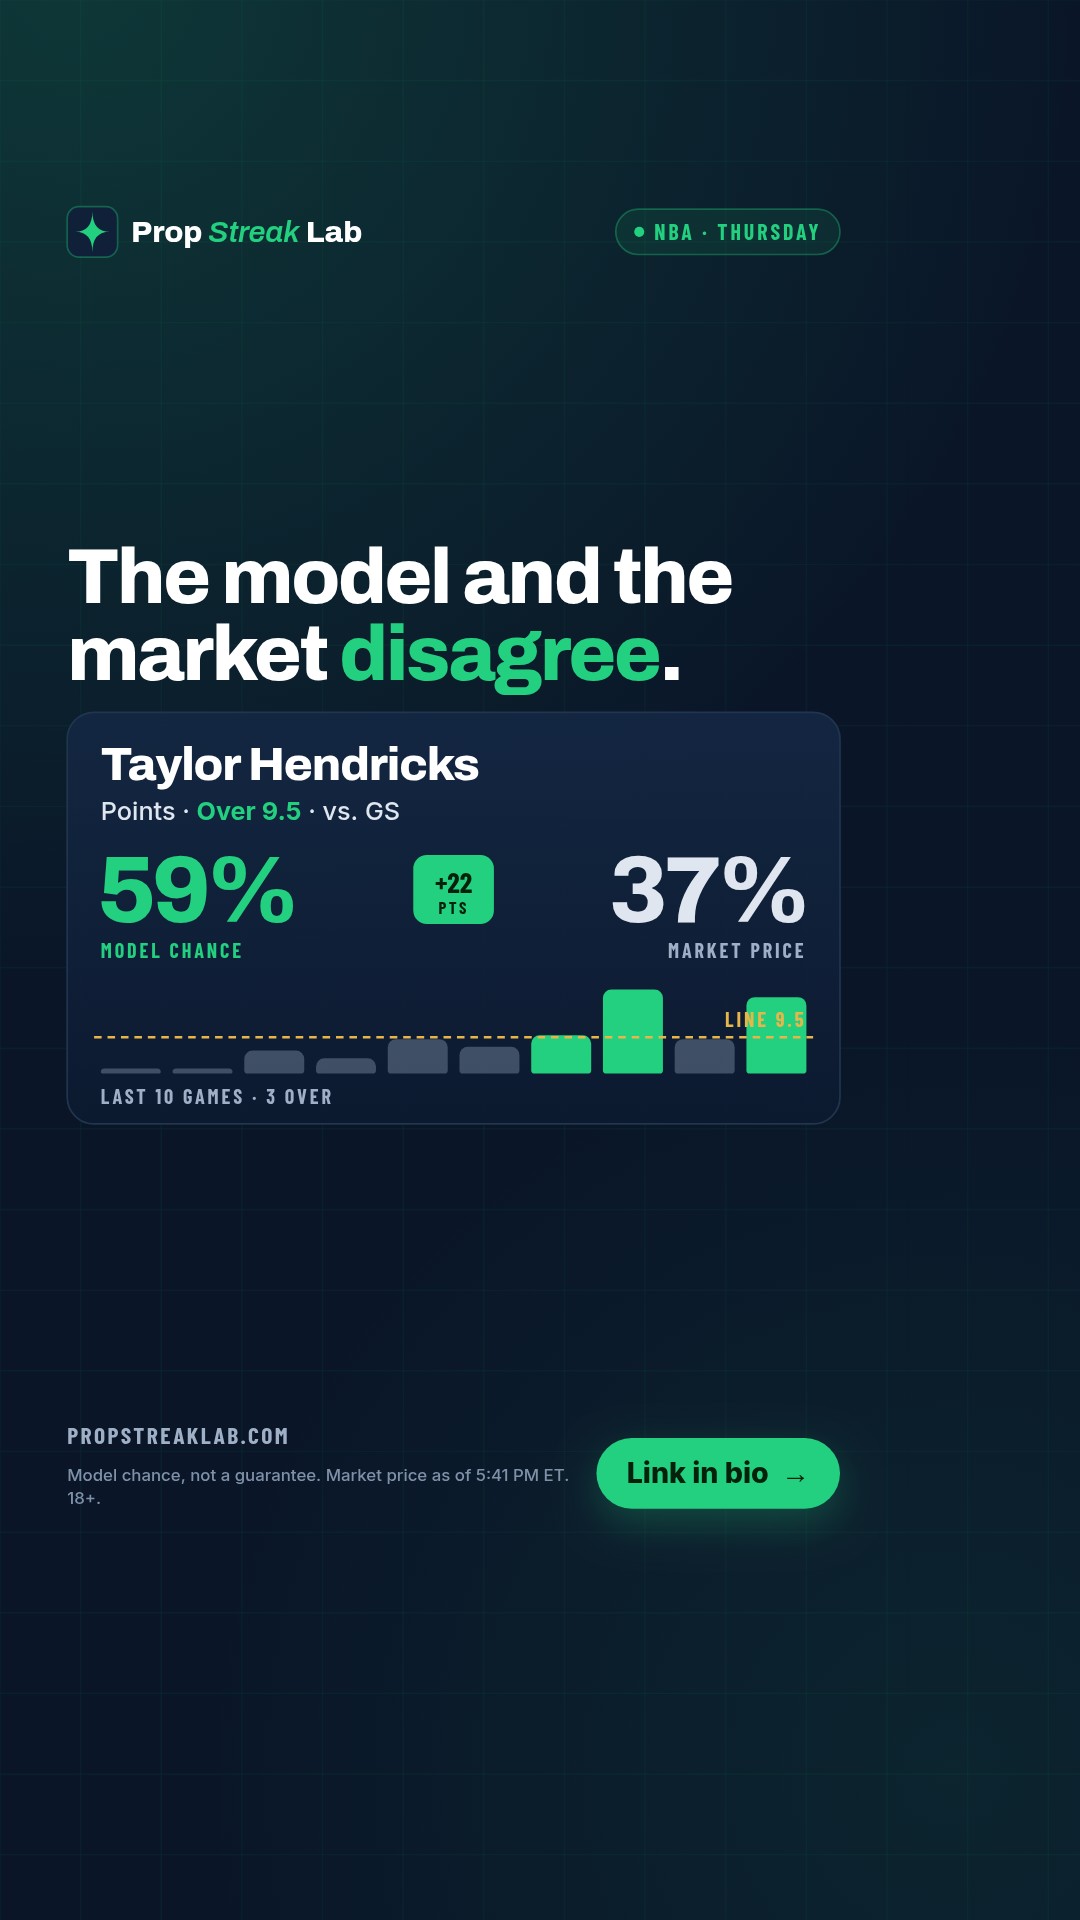 Prop Streak Lab
NBA · THURSDAY
The model and the
market disagree.
Taylor Hendricks
Points · Over 9.5 · vs. GS
59%
+22
PTS
37%
MODEL CHANCE
MARKET PRICE
LINE 9.5
LAST 10 GAMES · 3 OVER
PROPSTREAKLAB.COM
Model chance, not a guarantee. Market price as of 5:41 PM ET.
18+.
Link in bio →